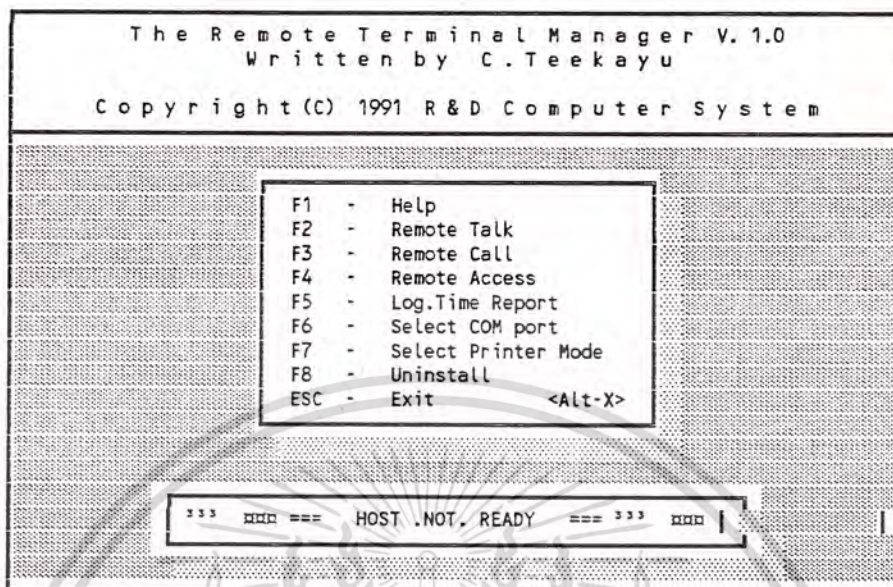 The Remote Terminal Manager V. 1.0
Written by C.Teekayu
Copyright(C) 1991 R&D Computer System
F1 - Help
F2 - Remote Talk
F3 - Remote Call
F4 - Remote Access
F5 - Log.Time Report
F6 - Select COM port
F7 - Select Printer Mode
F8 - Uninstall
ESC - Exit <Alt-X>
³³³ ¤¤¤ === HOST .NOT. READY === ³³³ ¤¤¤